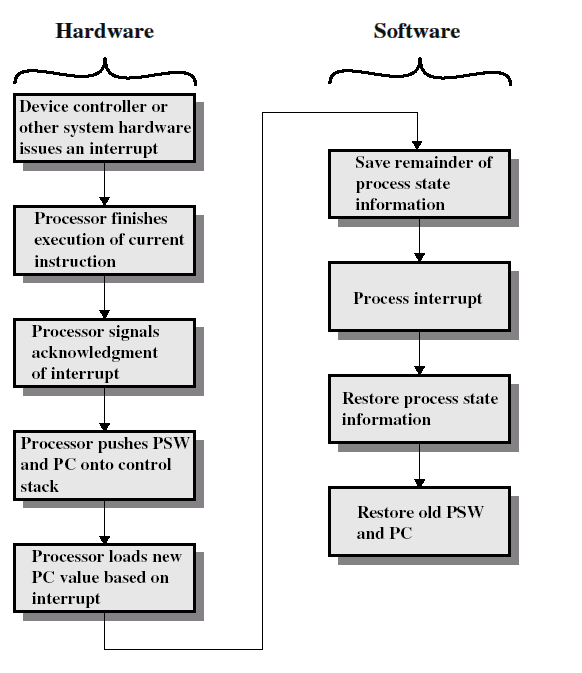 Hardware
Device controller or
other system hardware
issues an interrupt
Processor finishes
execution of current
instruction
Processor signals
acknowledgment
of interrupt
Processor pushes PSW
and PC onto control
stack
Processor loads new
PC value based on
interrupt
Software
Save remainder of
process state
information
Process interrupt
Restore process state
information
Restore old PSW
and PC